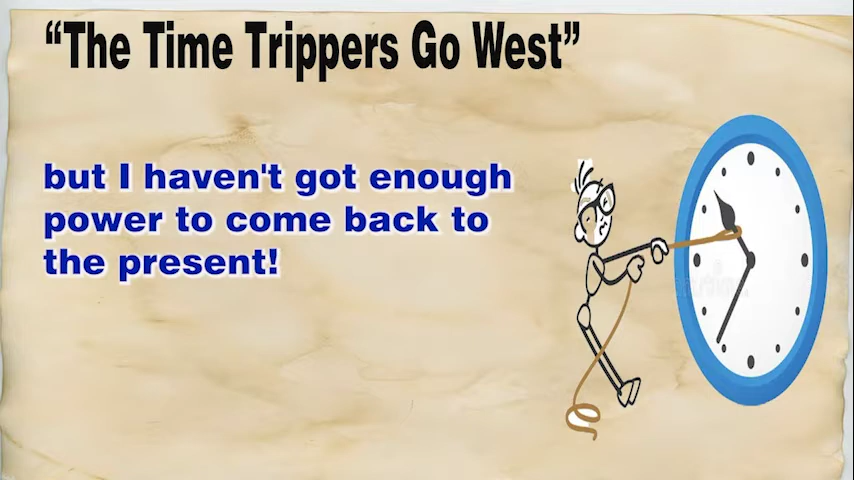 “The Time Trippers Go West”
but I haven't got enough
power to come back to
the present!